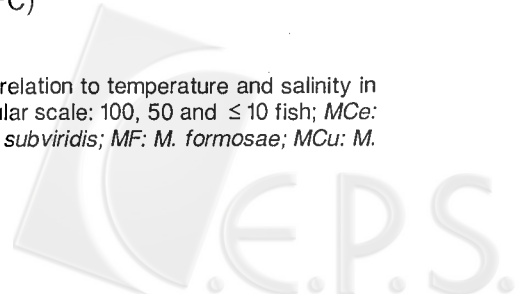 °C)
relation to temperature and salinity in
ular scale: 100, 50 and ≤ 10 fish; MCe:
subviridis; MF: M. formosae; MCu: M.
C.E.P.S.